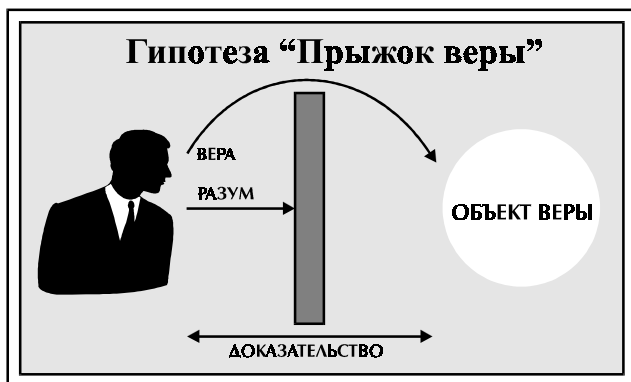 Гипотеза “Прыжок веры”
ВЕРА
РАЗУМ
ОБЪЕКТ ВЕРЫ
ДОКАЗАТЕЛЬСТВО